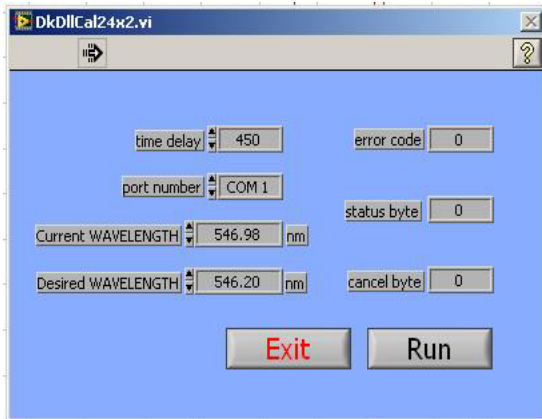 DkDllCal24x2.vi
?
time delay 450 error code 0
port number COM 1
status byte 0
Current WAVELENGTH 546.98 nm
Desired WAVELENGTH 546.20 nm cancel byte 0
Exit Run